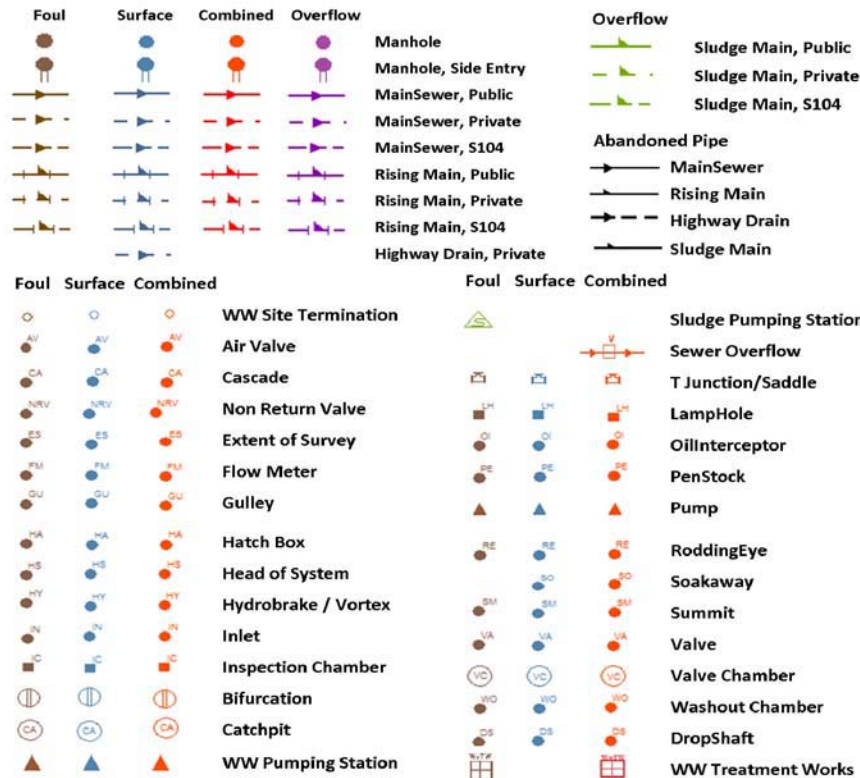 Foul Surface Combined Overflow
Manhole
Manhole, Side Entry
MainSewer, Public
MainSewer, Private
MainSewer, S104
Rising Main, Public
Rising Main, Private
Rising Main, S104
Highway Drain, Private
Overflow
Sludge Main, Public
Sludge Main, Private
Sludge Main, S104
Abandoned Pipe
MainSewer
Rising Main
Highway Drain
Sludge Main
Foul Surface Combined
WW Site Termination
AV AV AV Air Valve
CA CA CA Cascade
NRV NRV NRV Non Return Valve
ES ES ES Extent of Survey
FM FM FM Flow Meter
GU GU GU Gulley
HA HA HA Hatch Box
HS HS HS Head of System
HY HY HY Hydrobrake / Vortex
IN IN IN Inlet
IC IC IC Inspection Chamber
Bifurcation
CA CA CA Catchpit
WW Pumping Station
Foul Surface Combined
S Sludge Pumping Station
V Sewer Overflow
T Junction/Saddle
LH LH LH LampHole
OI OI OI OilInterceptor
PE PE PE PenStock
Pump
RE RE RE RoddingEye
SO SO Soakaway
SM SM SM Summit
VA VA VA Valve
VC VC VC Valve Chamber
WO WO WO Washout Chamber
DS DS DS DropShaft
WwTW WW Treatment Works